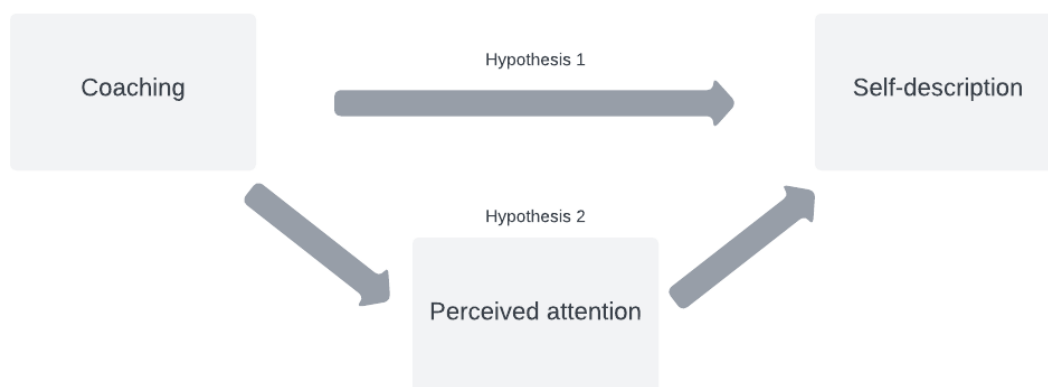 Hypothesis 1
Coaching
Self-description
Hypothesis 2
Perceived attention